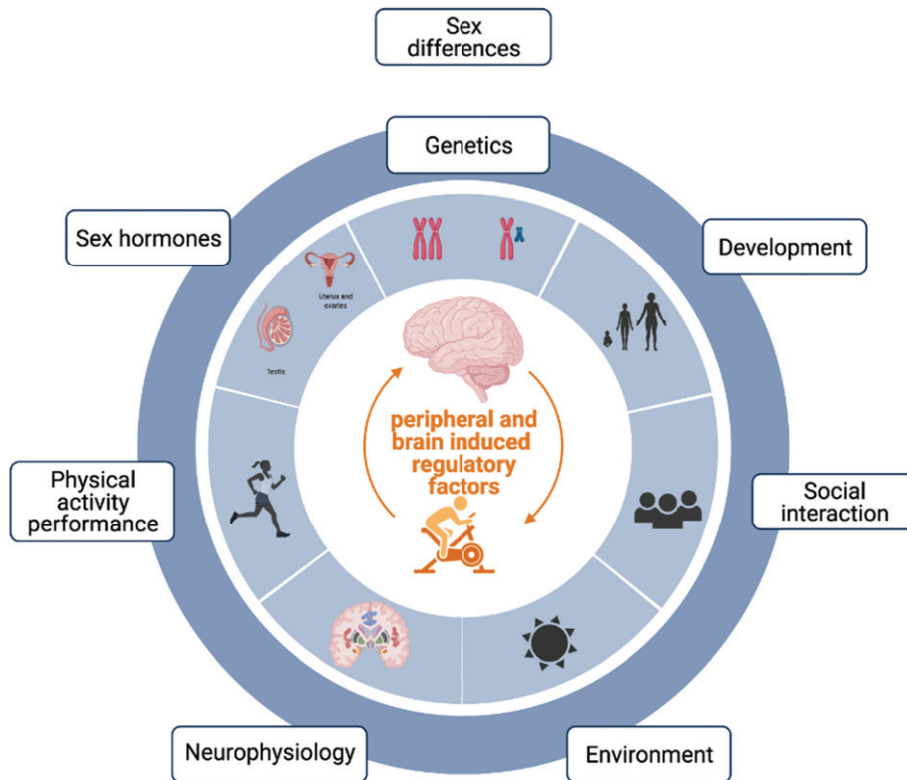 Sex
differences
Genetics
Sex hormones
Development
Uterus and
ovaries
Testis
peripheral and
brain induced
regulatory
factors
Physical
activity
performance
Social
interaction
Neurophysiology
Environment